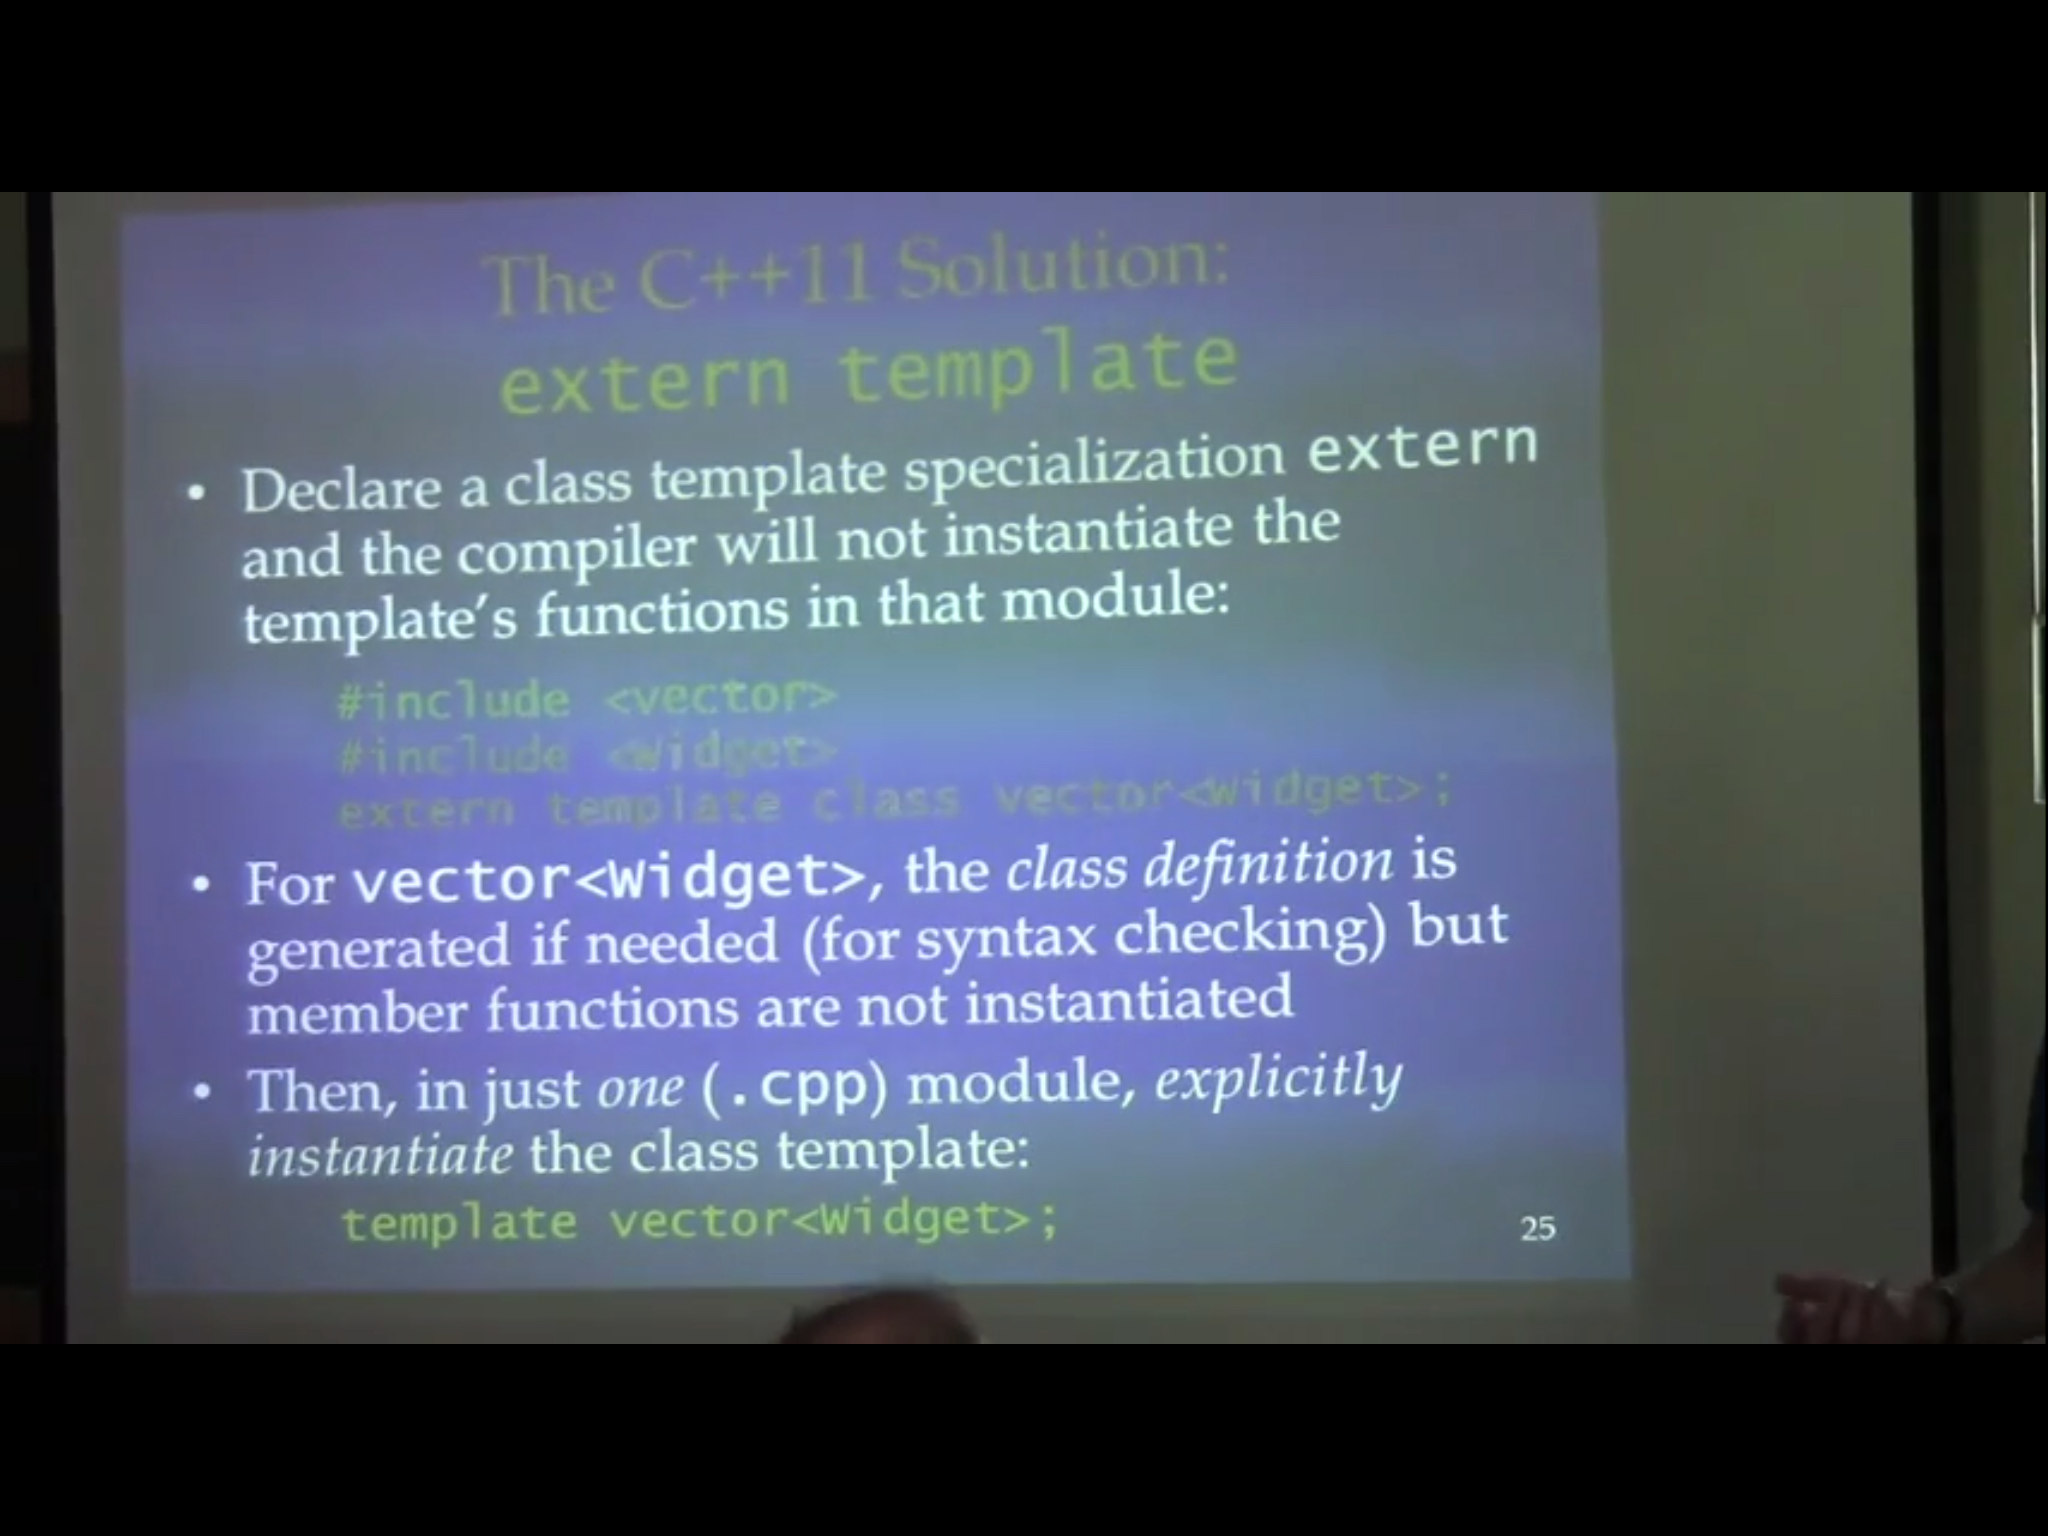 The C++11 Solution:
extern template
• Declare a class template specialization extern
and the compiler will not instantiate the
template's functions in that module:
#include <vector>
#include <Widget>
extern template class vector<Widget>;
• For vector<Widget>, the class definition is
generated if needed (for syntax checking) but
member functions are not instantiated
• Then, in just one (.cpp) module, explicitly
instantiate the class template:
template vector<Widget>;
25